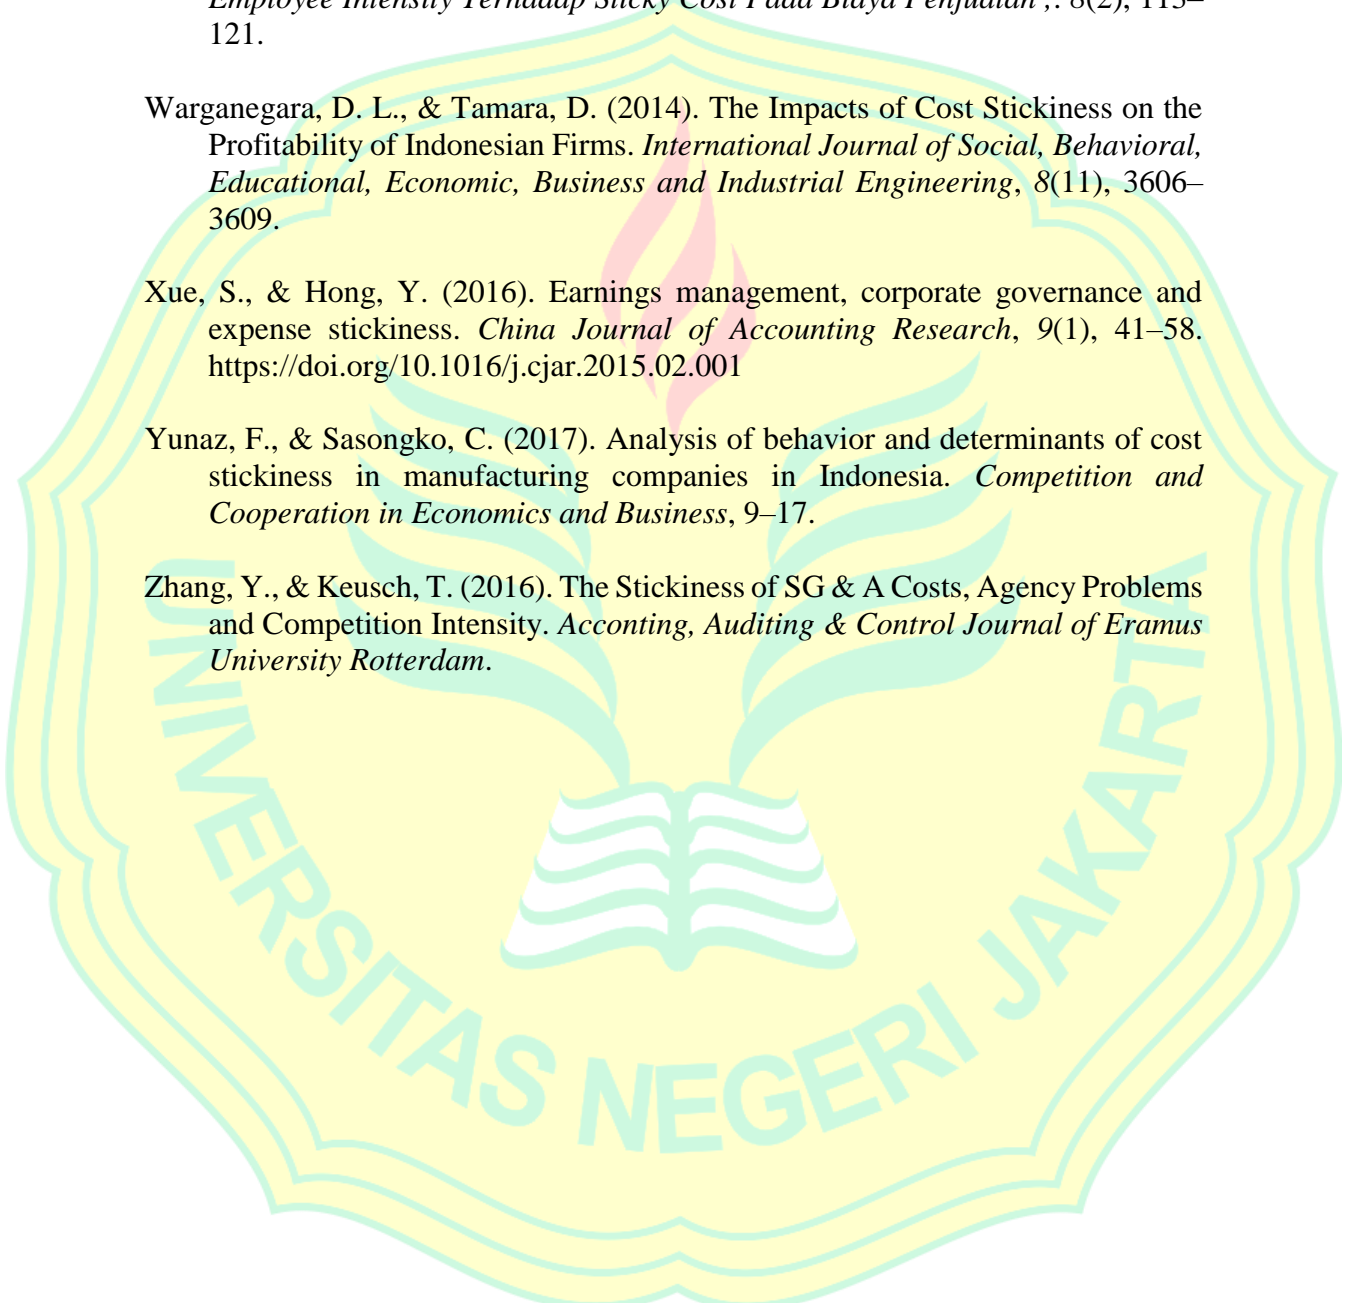 Employee Intensity Terhadap Sticky Cost Pada Biaya Penjualan ,. 8(2), 113–
121.
Warganegara, D. L., & Tamara, D. (2014). The Impacts of Cost Stickiness on the
Profitability of Indonesian Firms. International Journal of Social, Behavioral,
Educational, Economic, Business and Industrial Engineering, 8(11), 3606–
3609.
Xue, S., & Hong, Y. (2016). Earnings management, corporate governance and
expense stickiness. China Journal of Accounting Research, 9(1), 41–58.
https://doi.org/10.1016/j.cjar.2015.02.001
Yunaz, F., & Sasongko, C. (2017). Analysis of behavior and determinants of cost
stickiness in manufacturing companies in Indonesia. Competition and
Cooperation in Economics and Business, 9–17.
Zhang, Y., & Keusch, T. (2016). The Stickiness of SG & A Costs, Agency Problems
and Competition Intensity. Acconting, Auditing & Control Journal of Eramus
University Rotterdam.
UNIVERSITAS NEGERI JAKARTA